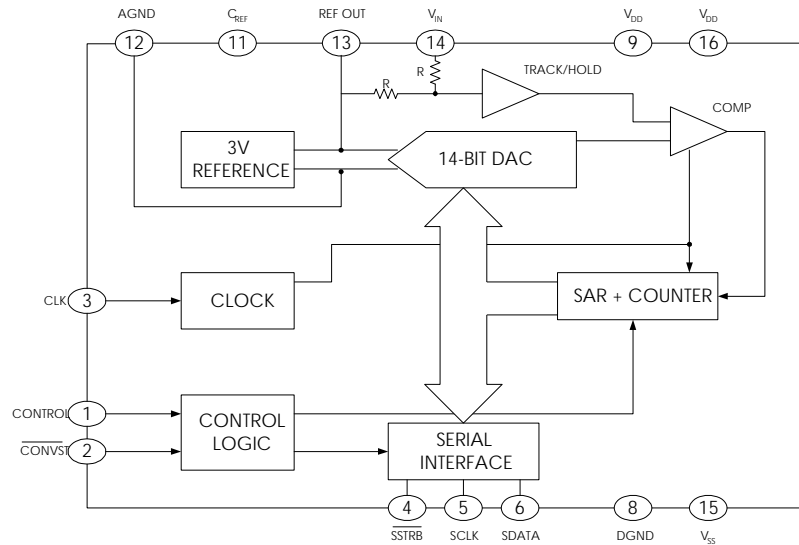 AGND
CREF
REF OUT
VIN
VDD
VDD
12
11
13
14
9
16
R
R
TRACK/HOLD
COMP
3V
REFERENCE
14-BIT DAC
CLK
3
CLOCK
SAR + COUNTER
CONTROL
1
CONVST
2
CONTROL
LOGIC
SERIAL
INTERFACE
4
5
6
8
15
SSTRB
SCLK
SDATA
DGND
VSS